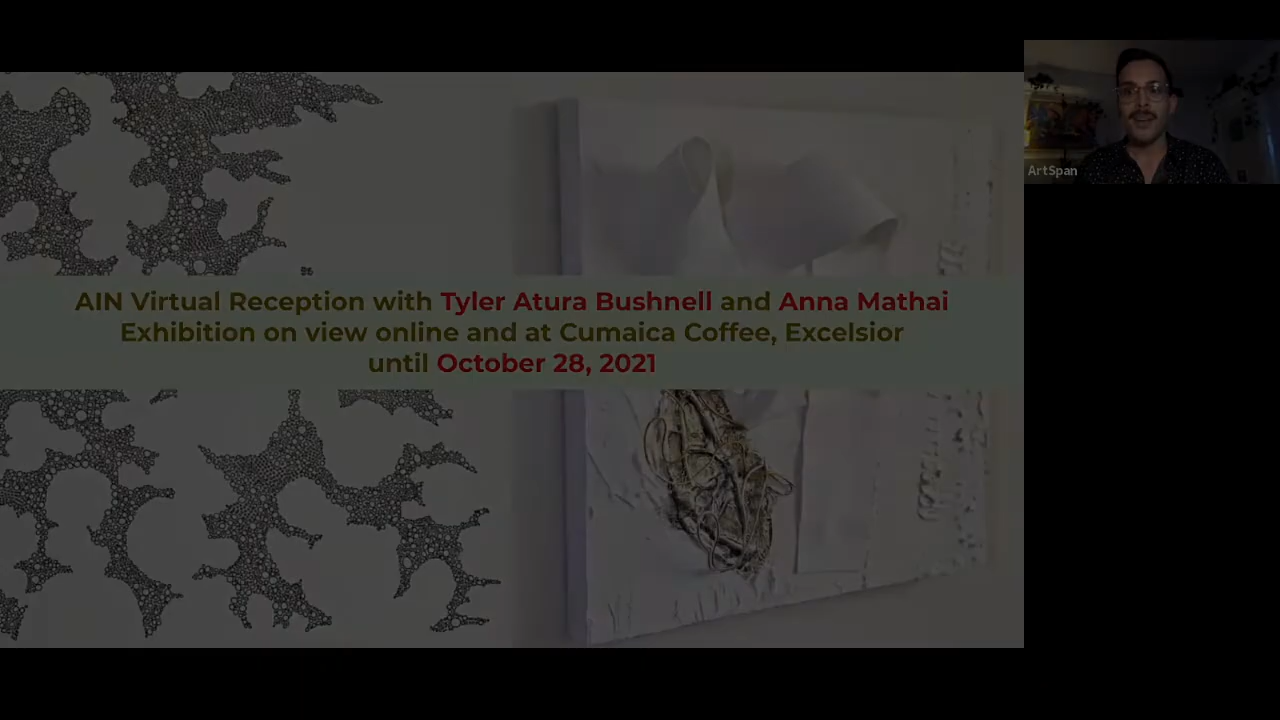 AIN Virtual Reception with Tyler Atura Bushnell and Anna Mathai
Exhibition on view online and at Cumaica Coffee, Excelsior
until October 28, 2021
ArtSpan